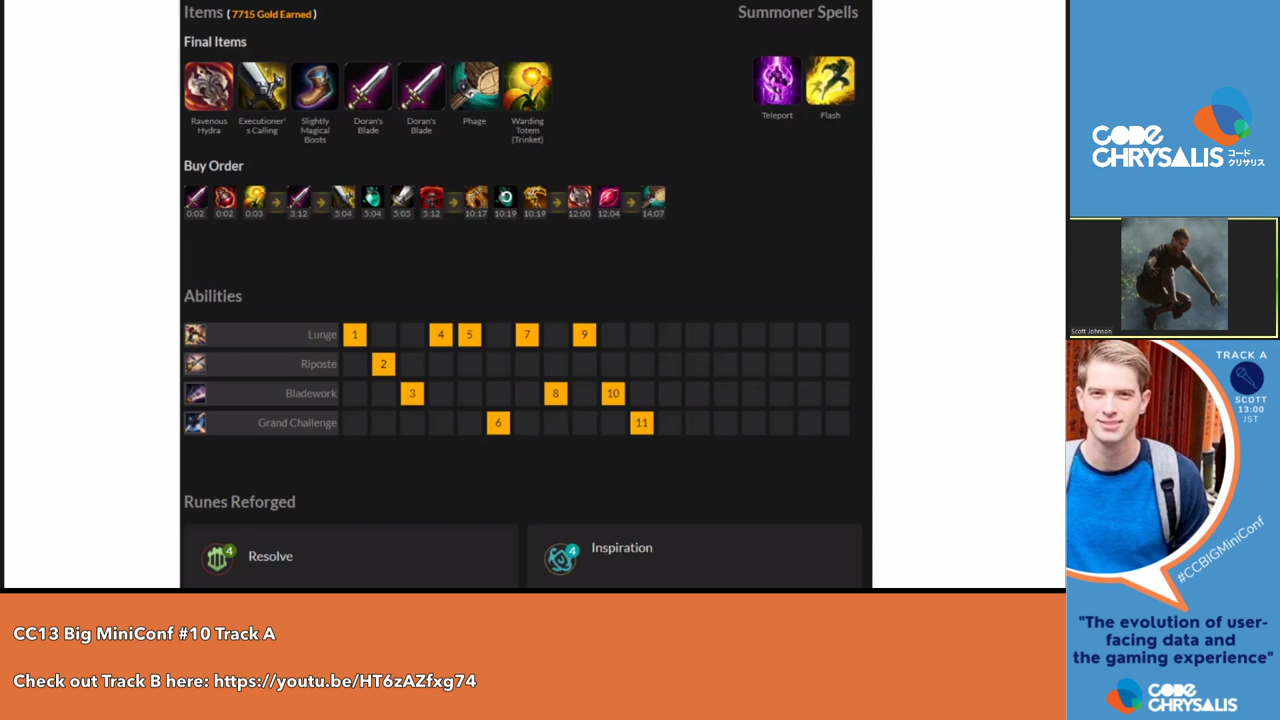 Items ( 7715 Gold Earned )
Summoner Spells
Final Items
Ravenous Hydra
Executioner's Calling
Slightly Magical Boots
Doran's Blade
Doran's Blade
Phage
Warding Totem (Trinket)
Teleport
Flash
Buy Order
0:02 0:02 0:03 3:12 5:04 5:04 5:05 5:12 10:17 10:19 10:19 12:00 12:04 14:07
Abilities
Lunge 1 4 5 7 9
Riposte 2
Bladework 3 8 10
Grand Challenge 6 11
Runes Reforged
4 Resolve
4 Inspiration
CODE
CHRYSALIS コード
クリサリス
Scott Johnson
TRACK A
SCOTT
13:00
JST
#CCBIGMiniConf
"The evolution of user-
facing data and
the gaming experience"
CODE
CHRYSALIS
CC13 Big MiniConf #10 Track A
Check out Track B here: https://youtu.be/HT6zAZfxg74